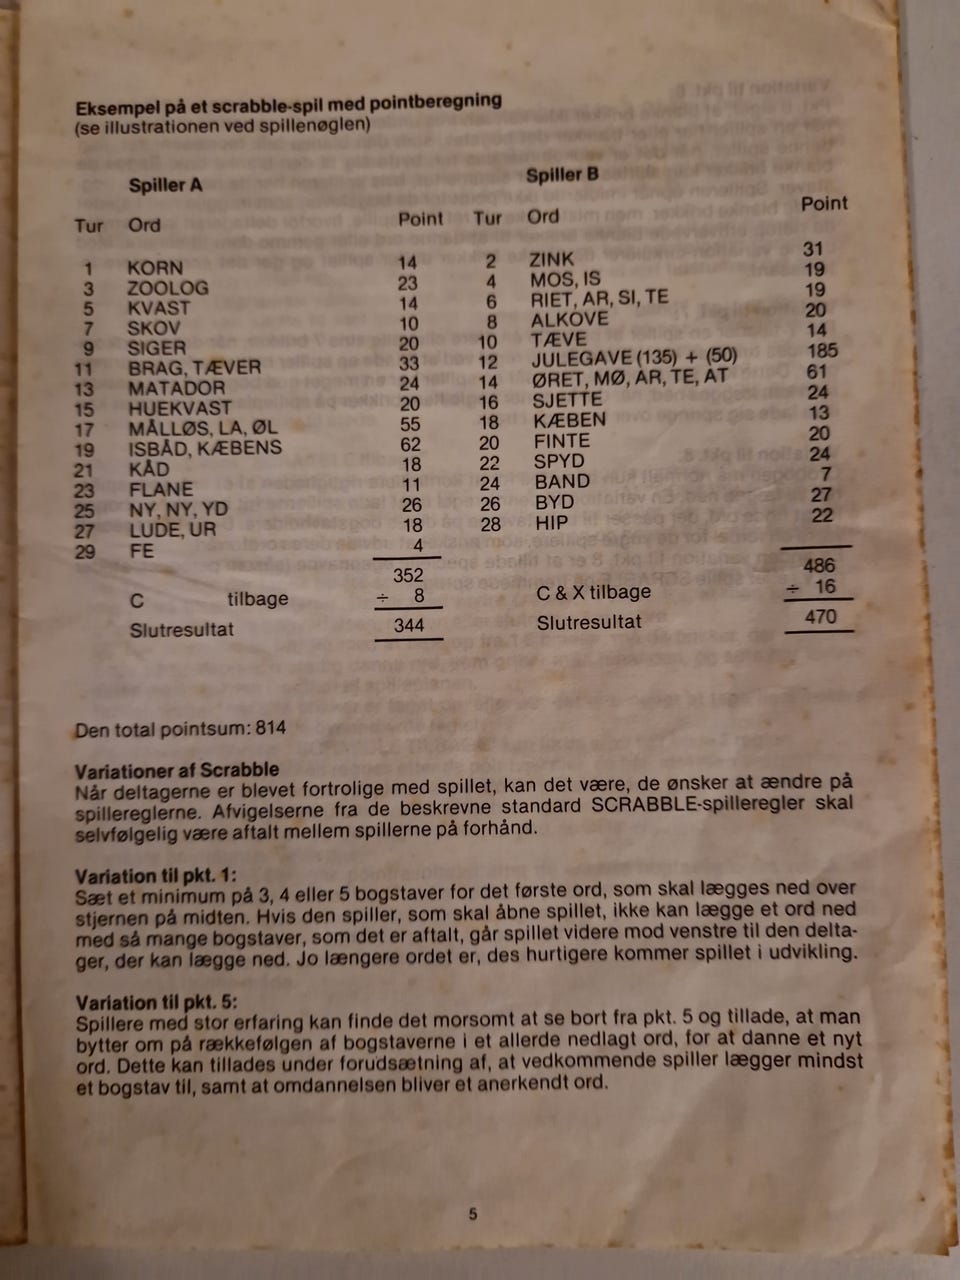 Eksempel på et scrabble-spil med pointberegning
(se illustrationen ved spillenøglen)
Spiller A Spiller B
Tur Ord Point Tur Ord Point
1 KORN 14 2 ZINK 31
3 ZOOLOG 23 4 MOS, IS 19
5 KVAST 14 6 RIET, AR, SI, TE 19
7 SKOV 10 8 ALKOVE 20
9 SIGER 20 10 TÆVE 14
11 BRAG, TÆVER 33 12 JULEGAVE (135) + (50) 185
13 MATADOR 24 14 ØRET, MØ, AR, TE, AT 61
15 HUEKVAST 20 16 SJETTE 24
17 MÅLLØS, LA, ØL 55 18 KÆBEN 13
19 ISBÅD, KÆBENS 62 20 FINTE 20
21 KÅD 18 22 SPYD 24
23 FLANE 11 24 BAND 7
25 NY, NY, YD 26 26 BYD 27
27 LUDE, UR 18 28 HIP 22
29 FE 4
352 486
C tilbage ÷ 8 C & X tilbage ÷ 16
Slutresultat 344 Slutresultat 470
Den total pointsum: 814
Variationer af Scrabble
Når deltagerne er blevet fortrolige med spillet, kan det være, de ønsker at ændre på
spillereglerne. Afvigelserne fra de beskrevne standard SCRABBLE-spilleregler skal
selvfølgelig være aftalt mellem spillerne på forhånd.
Variation til pkt. 1:
Sæt et minimum på 3, 4 eller 5 bogstaver for det første ord, som skal lægges ned over
stjernen på midten. Hvis den spiller, som skal åbne spillet, ikke kan lægge et ord ned
med så mange bogstaver, som det er aftalt, går spillet videre mod venstre til den delta-
ger, der kan lægge ned. Jo længere ordet er, des hurtigere kommer spillet i udvikling.
Variation til pkt. 5:
Spillere med stor erfaring kan finde det morsomt at se bort fra pkt. 5 og tillade, at man
bytter om på rækkefølgen af bogstaverne i et allerde nedlagt ord, for at danne et nyt
ord. Dette kan tillades under forudsætning af, at vedkommende spiller lægger mindst
et bogstav til, samt at omdannelsen bliver et anerkendt ord.
5